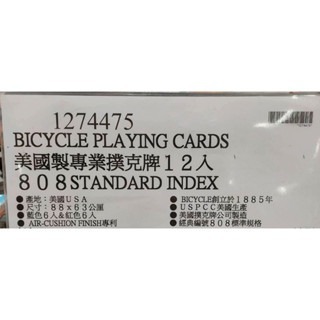 1274475
BICYCLE PLAYING CARDS
美國製專業撲克牌12入
808STANDARD INDEX
●產地:美國USA
●尺寸:88x63公厘
●藍色6入&紅色6入
●AIR-CUSHION FINISH專利
●BICYCLE創立於1885年
●USPCC美國生產
●美國撲克牌公司製造
●經典編號808標準規格